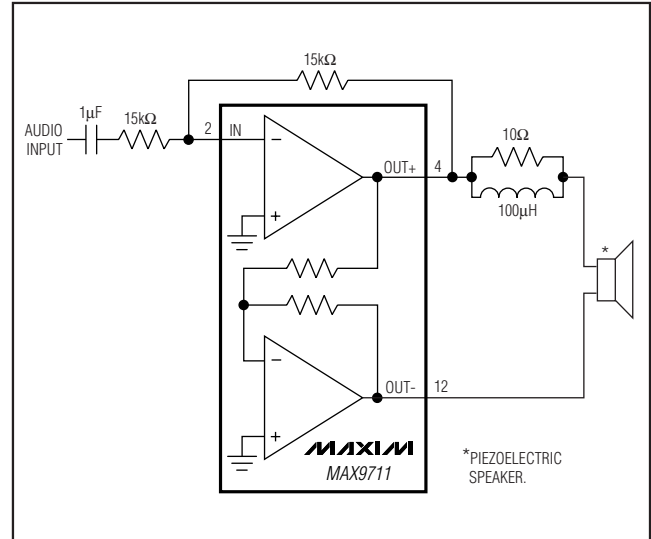 15kΩ
1µF
15kΩ
AUDIO
INPUT
2
IN
−
+
OUT+
4
10Ω
100µH
*
−
+
OUT-
12
MAXIM
MAX9711
*PIEZOELECTRIC
SPEAKER.